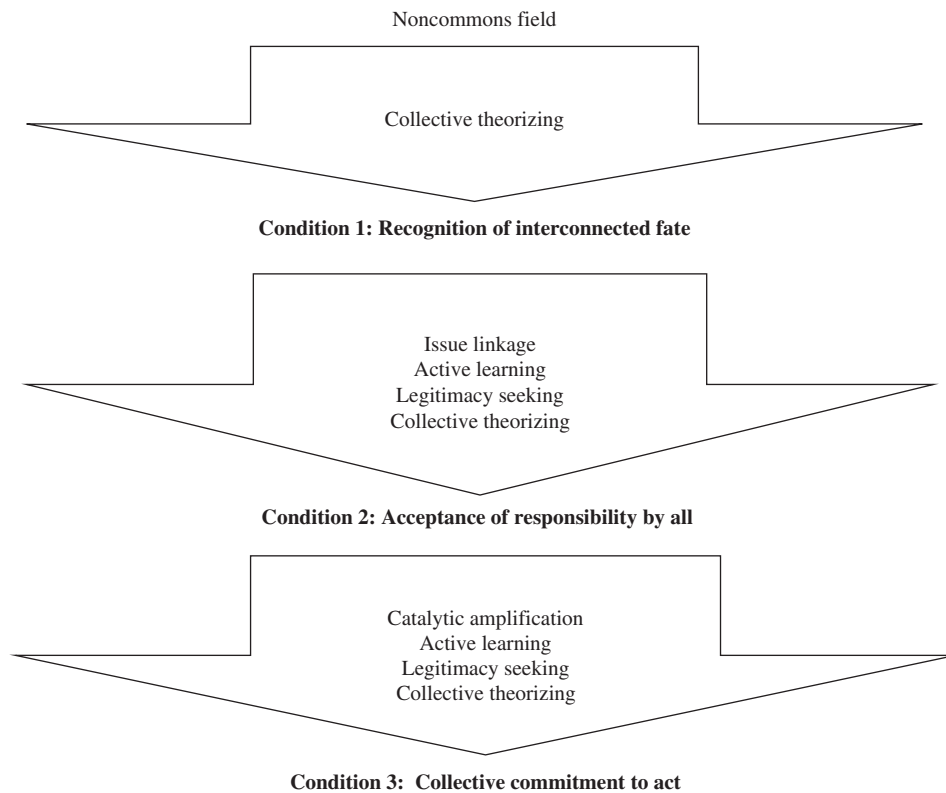 Noncommons field
Collective theorizing
Condition 1: Recognition of interconnected fate
Issue linkage
Active learning
Legitimacy seeking
Collective theorizing
Condition 2: Acceptance of responsibility by all
Catalytic amplification
Active learning
Legitimacy seeking
Collective theorizing
Condition 3: Collective commitment to act